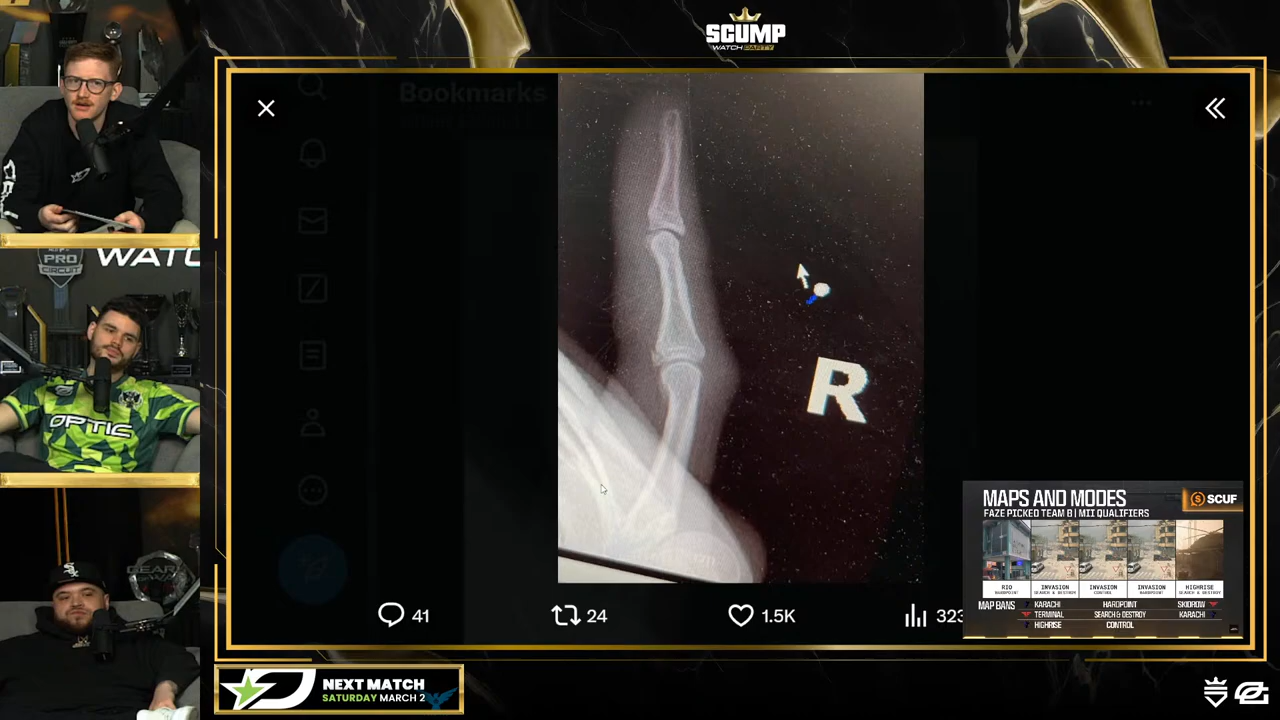 SCUMP
WATCH PARTY
Bookmarks
PRO
CIRCUIT
WATC
OPTIC
R
41
24
1.5K
323
MAPS AND MODES
SCUF
FAZE PICKED TEAM B | MII QUALIFIERS
RIO
HARDPOINT
INVASION
SEARCH & DESTROY
INVASION
CONTROL
INVASION
HARDPOINT
HIGHRISE
SEARCH & DESTROY
MAP BANS
KARACHI
HARDPOINT
SKIDROW
TERMINAL
SEARCH & DESTROY
KARACHI
HIGHRISE
CONTROL
NEXT MATCH
SATURDAY MARCH 2